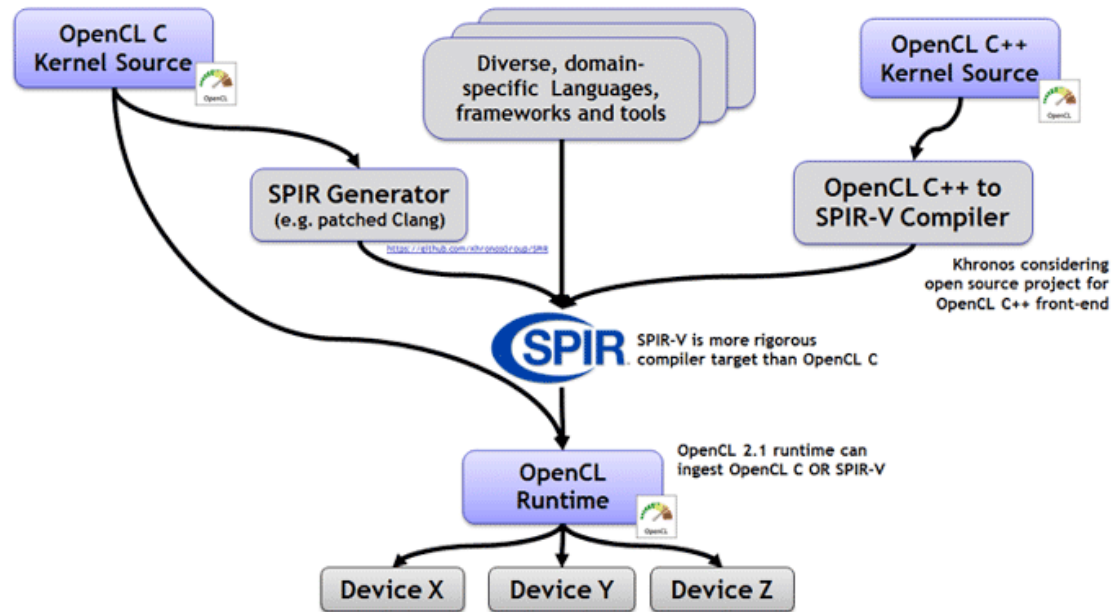 OpenCL C
Kernel Source
OpenCL
Diverse, domain-
specific Languages,
frameworks and tools
OpenCL C++
Kernel Source
OpenCL
SPIR Generator
(e.g. patched Clang)
https://github.com/KhronosGroup/SPIR
OpenCL C++ to
SPIR-V Compiler
Khronos considering
open source project for
OpenCL C++ front-end
SPIR
SPIR-V is more rigorous
compiler target than OpenCL C
OpenCL 2.1 runtime can
ingest OpenCL C OR SPIR-V
OpenCL
Runtime
OpenCL
Device X
Device Y
Device Z